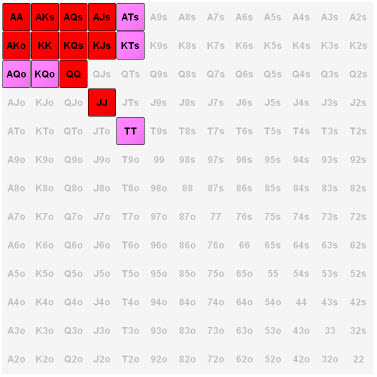 AA AKs AQs AJs ATs A9s A8s A7s A6s A5s A4s A3s A2s
AKo KK KQs KJs KTs K9s K8s K7s K6s K5s K4s K3s K2s
AQo KQo QQ QJs QTs Q9s Q8s Q7s Q6s Q5s Q4s Q3s Q2s
AJo KJo QJo JJ JTs J9s J8s J7s J6s J5s J4s J3s J2s
ATo KTo QTo JTo TT T9s T8s T7s T6s T5s T4s T3s T2s
A9o K9o Q9o J9o T9o 99 98s 97s 96s 95s 94s 93s 92s
A8o K8o Q8o J8o T8o 98o 88 87s 86s 85s 84s 83s 82s
A7o K7o Q7o J7o T7o 97o 87o 77 76s 75s 74s 73s 72s
A6o K6o Q6o J6o T6o 96o 86o 76o 66 65s 64s 63s 62s
A5o K5o Q5o J5o T5o 95o 85o 75o 65o 55 54s 53s 52s
A4o K4o Q4o J4o T4o 94o 84o 74o 64o 54o 44 43s 42s
A3o K3o Q3o J3o T3o 93o 83o 73o 63o 53o 43o 33 32s
A2o K2o Q2o J2o T2o 92o 82o 72o 62o 52o 42o 32o 22